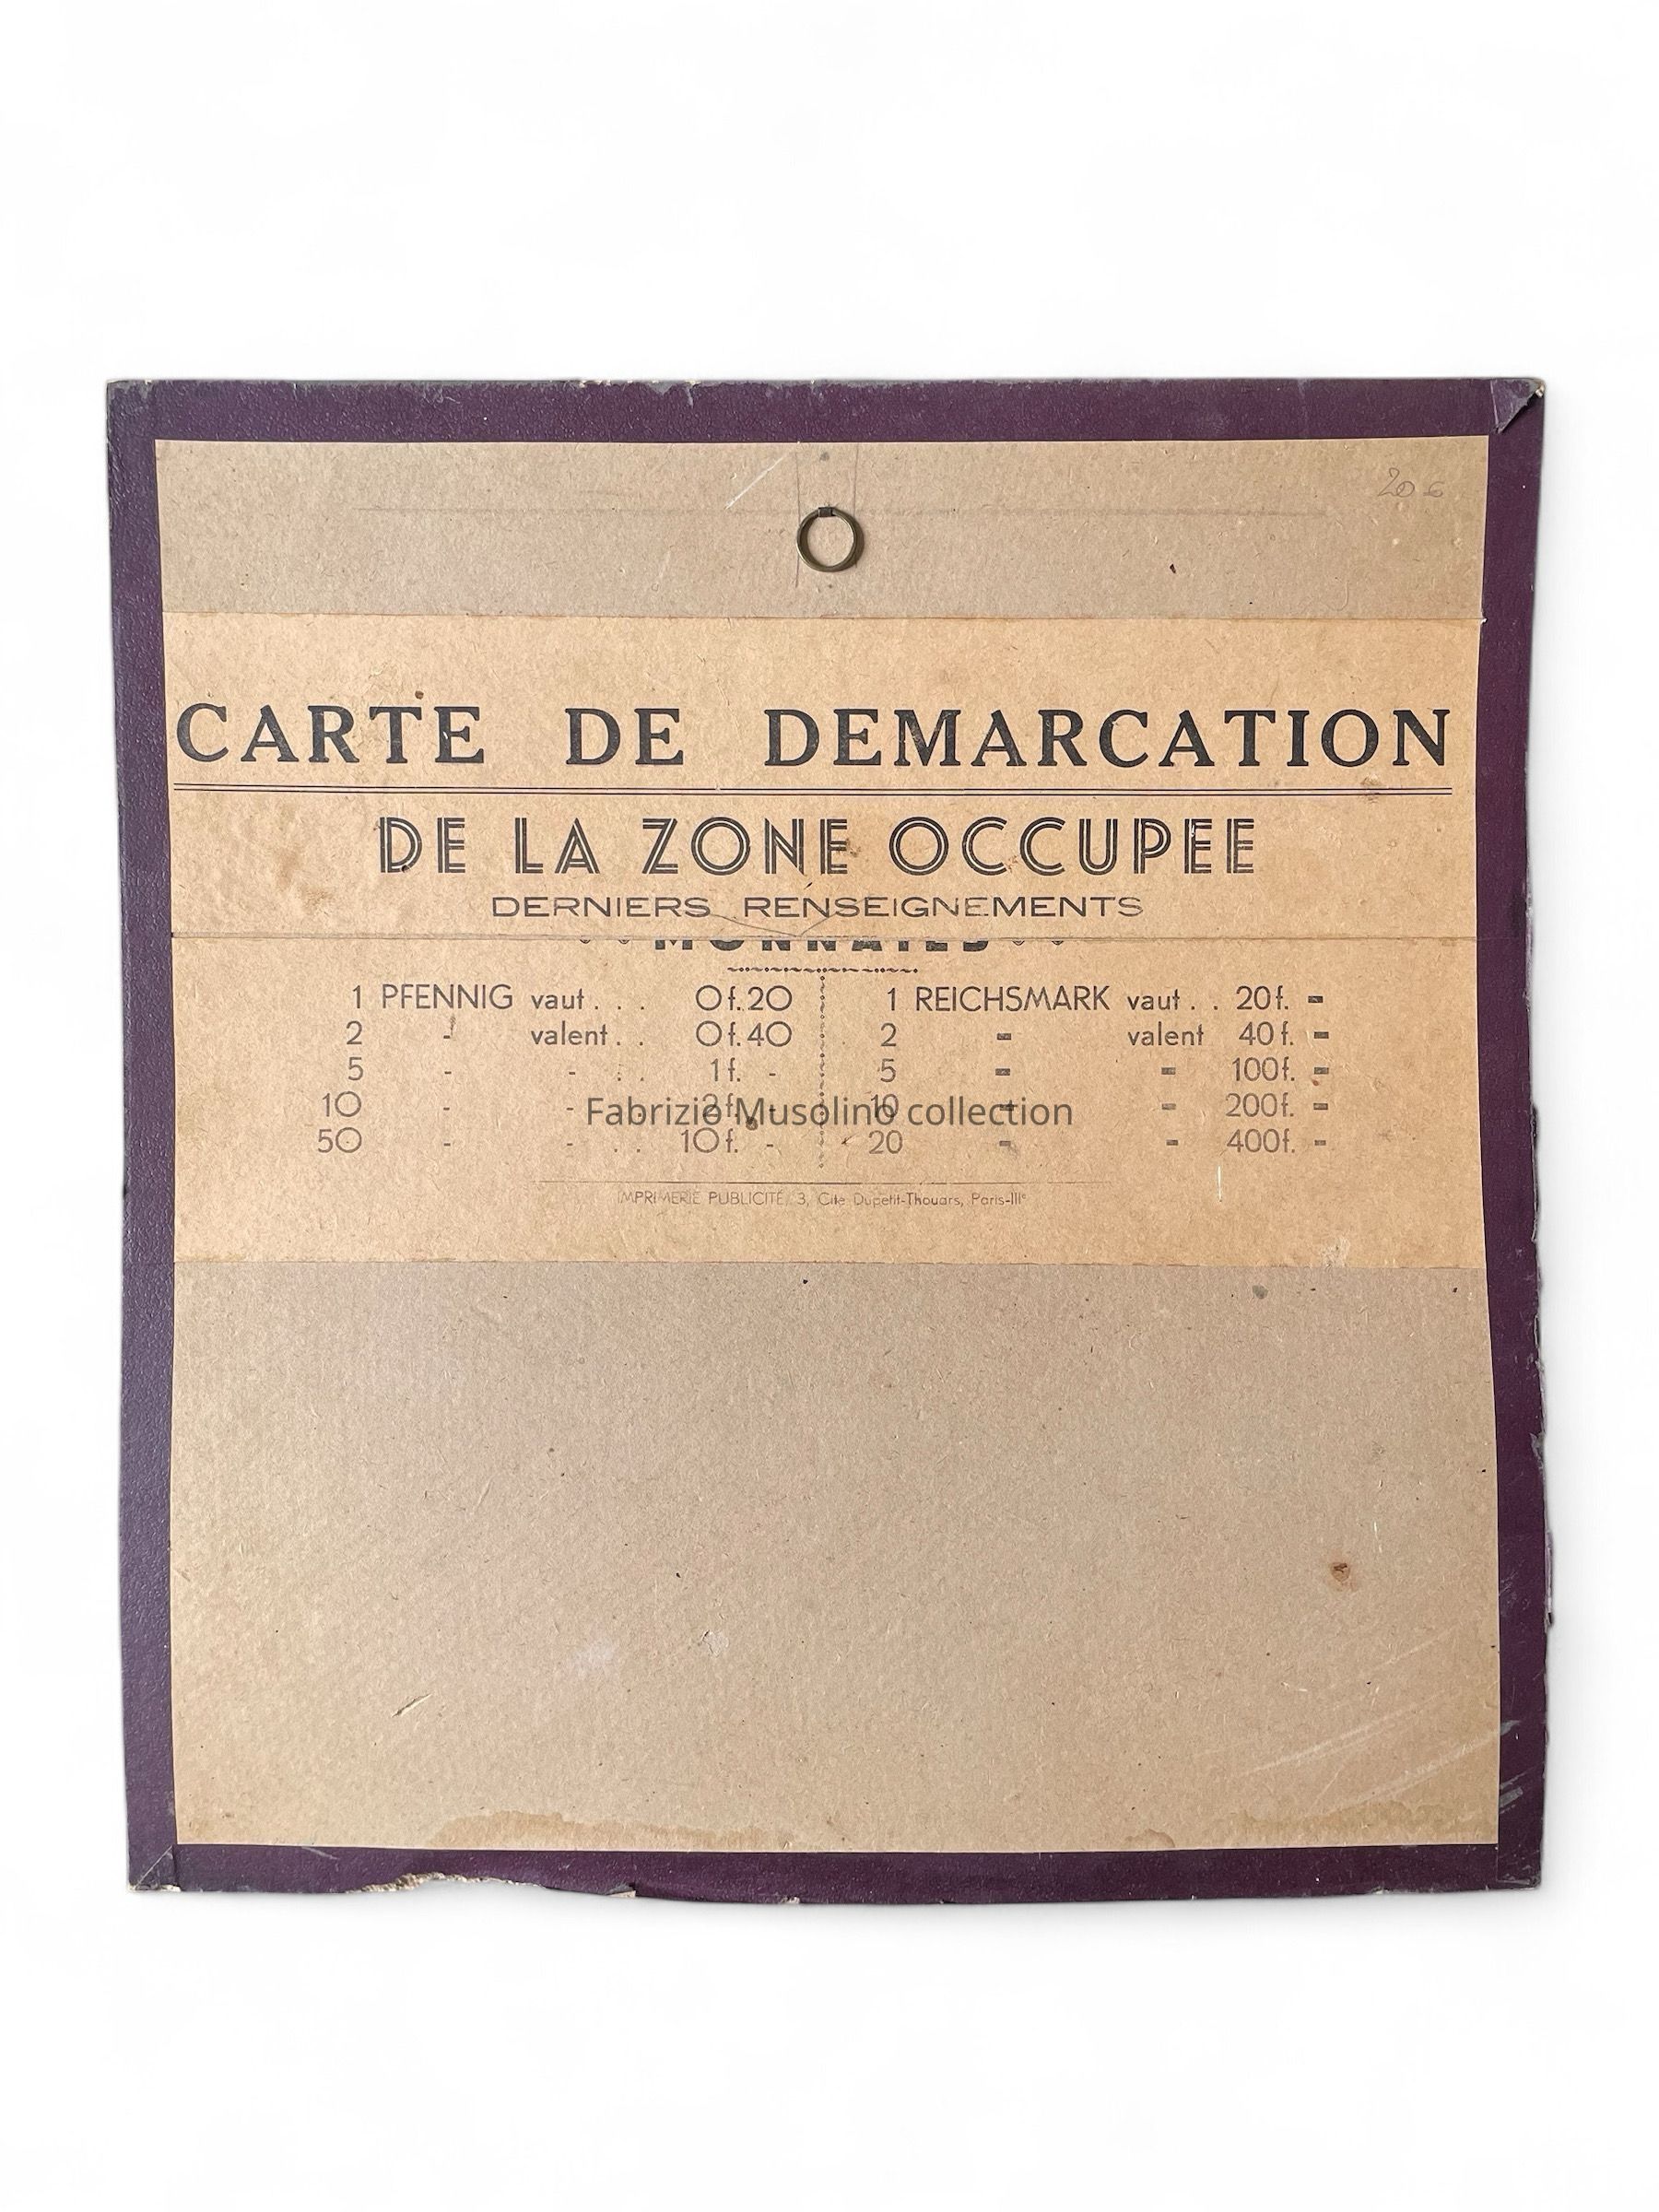 20 €
CARTE DE DEMARCATION
DE LA ZONE OCCUPEE
DERNIERS RENSEIGNEMENTS
MONNAIES
1 PFENNIG vaut . . . 0f.20
2 - valent . . 0f.40
5 - - . . 1f. -
10 - - 2f. -
50 - - . . 10f. -
1 REICHSMARK vaut . . 20f. -
2 - valent 40f. -
5 - - 100f. -
10 - - 200f. -
20 - - 400f. -
Fabrizio Musolino collection
IMPRIMERIE PUBLICITÉ, 3, Cité Dupetit-Thouars, Paris-IIIe